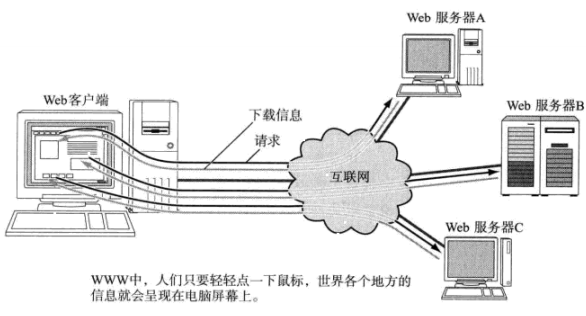 Web 服务器A
Web客户端
下载信息
请求
Web 服务器B
互联网
Web 服务器C
WWW中，人们只要轻轻点一下鼠标，世界各个地方的
信息就会呈现在电脑屏幕上。